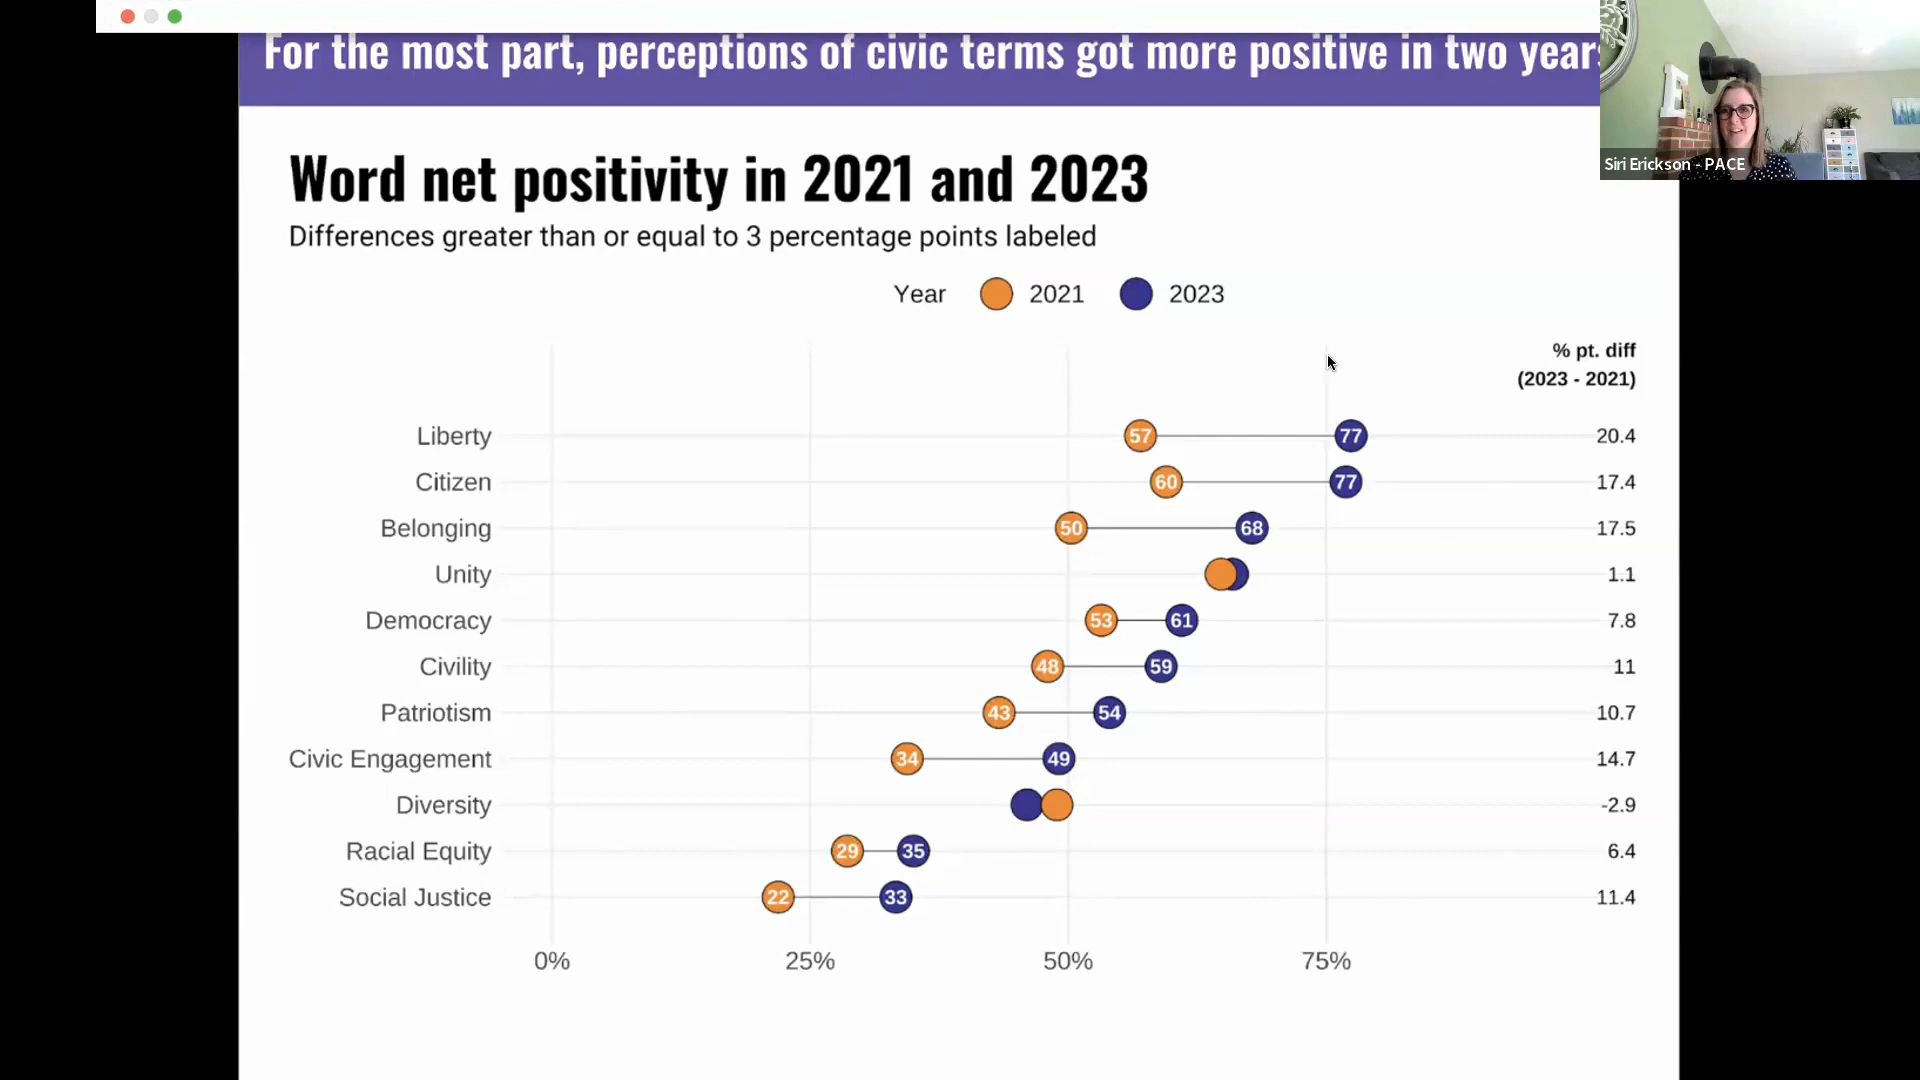 For the most part, perceptions of civic terms got more positive in two years
Siri Erickson - PACE
Word net positivity in 2021 and 2023
Differences greater than or equal to 3 percentage points labeled
Year 2021 2023
% pt. diff
(2023 - 2021)
Liberty 57 77 20.4
Citizen 60 77 17.4
Belonging 50 68 17.5
Unity 1.1
Democracy 53 61 7.8
Civility 48 59 11
Patriotism 43 54 10.7
Civic Engagement 34 49 14.7
Diversity -2.9
Racial Equity 29 35 6.4
Social Justice 22 33 11.4
0% 25% 50% 75%